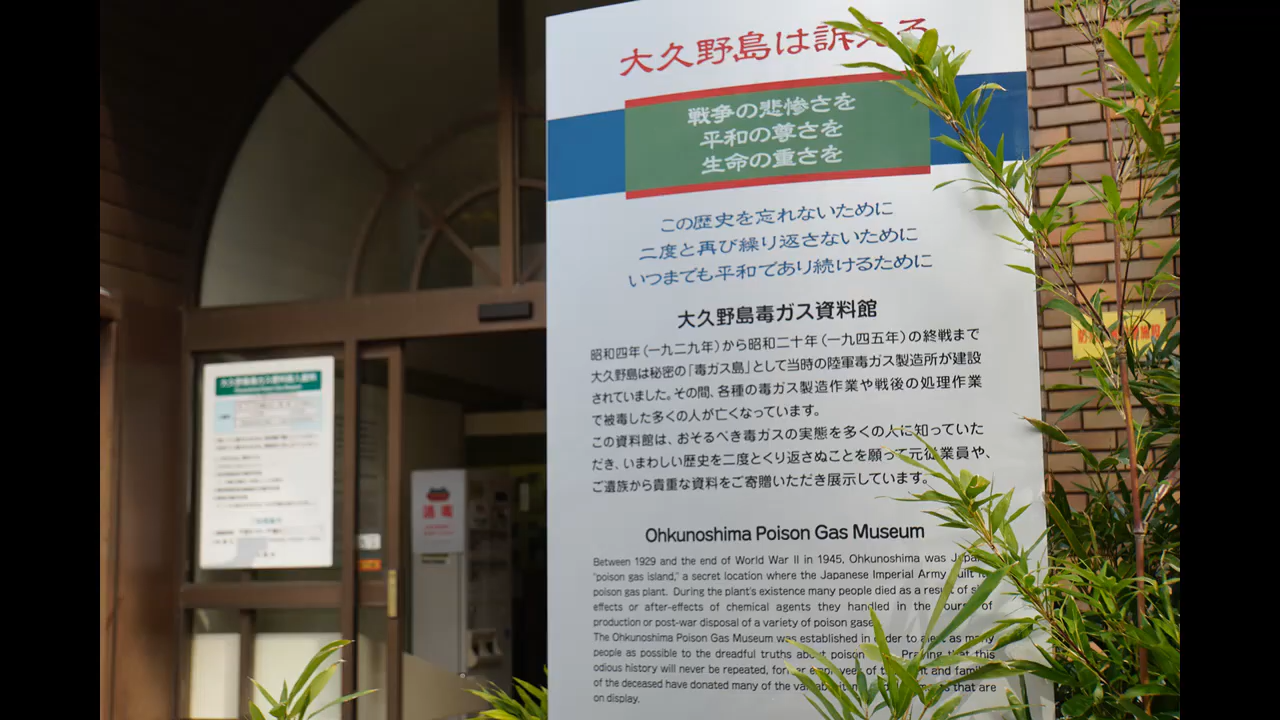 大久野島は訴える
戦争の悲惨さを
平和の尊さを
生命の重さを
この歴史を忘れないために
二度と再び繰り返さないために
いつまでも平和であり続けるために
大久野島毒ガス資料館
昭和四年(一九二九年)から昭和二十年(一九四五年)の終戦まで
大久野島は秘密の「毒ガス島」として当時の陸軍毒ガス製造所が建設
されていました。その間、各種の毒ガス製造作業や戦後の処理作業
で被毒した多くの人が亡くなっています。
この資料館は、おそるべき毒ガスの実態を多くの人に知っていた
だき、いまわしい歴史を二度とくり返さぬことを願って元従業員や、
ご遺族から貴重な資料をご寄贈いただき展示しています。
Ohkunoshima Poison Gas Museum
Between 1929 and the end of World War II in 1945, Ohkunoshima was
"poison gas island," a secret location where the Japanese Imperial Army built
poison gas plant. During the plant's existence many people died as a result of
effects or after-effects of chemical agents they handled in the course of
production or post-war disposal of a variety of poison
The Ohkunoshima Poison Gas Museum was established in order to alert as many
people as possible to the dreadful truths about poison Praying that this
odious history will never be repeated, former employees of the and
of the deceased have donated many of the that are
on display.